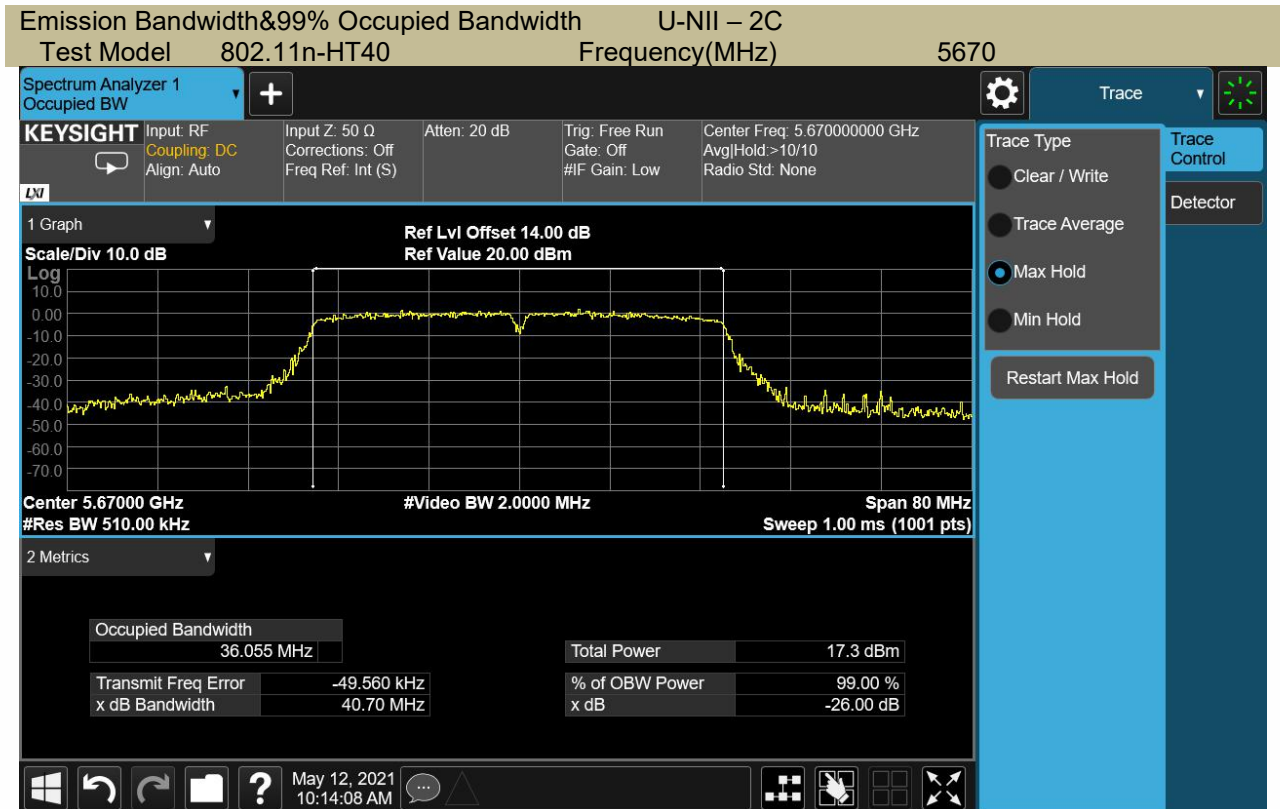 Emission Bandwidth&99% Occupied Bandwidth U-NII – 2C
Test Model 802.11n-HT40 Frequency(MHz) 5670
Spectrum Analyzer 1
Occupied BW
Trace
KEYSIGHT
LXI
Input: RF
Coupling: DC
Align: Auto
Input Z: 50 Ω
Corrections: Off
Freq Ref: Int (S)
Atten: 20 dB
Trig: Free Run
Gate: Off
#IF Gain: Low
Center Freq: 5.670000000 GHz
Avg|Hold:>10/10
Radio Std: None
1 Graph
Scale/Div 10.0 dB
Ref Lvl Offset 14.00 dB
Ref Value 20.00 dBm
Log
10.0
0.00
-10.0
-20.0
-30.0
-40.0
-50.0
-60.0
-70.0
Center 5.67000 GHz
#Res BW 510.00 kHz
#Video BW 2.0000 MHz
Span 80 MHz
Sweep 1.00 ms (1001 pts)
2 Metrics
Occupied Bandwidth
36.055 MHz
Transmit Freq Error -49.560 kHz
x dB Bandwidth 40.70 MHz
Total Power 17.3 dBm
% of OBW Power 99.00 %
x dB -26.00 dB
Trace Type
Clear / Write
Trace Average
Max Hold
Min Hold
Restart Max Hold
Trace
Control
Detector
?
May 12, 2021
10:14:08 AM